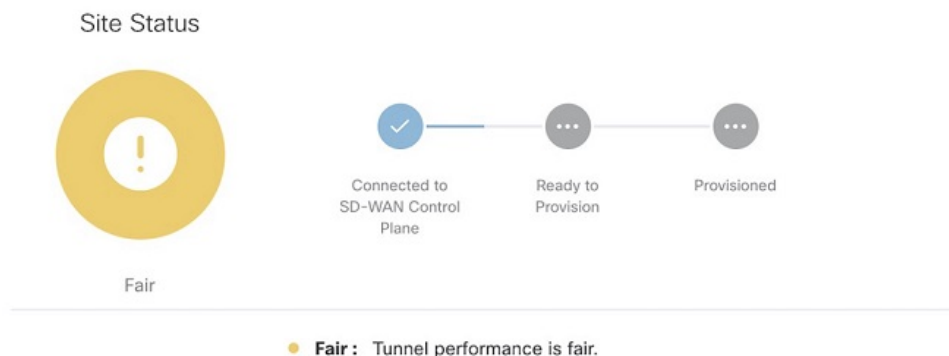 Site Status
Connected to
SD-WAN Control
Plane
Ready to
Provision
Provisioned
Fair
Fair : Tunnel performance is fair.